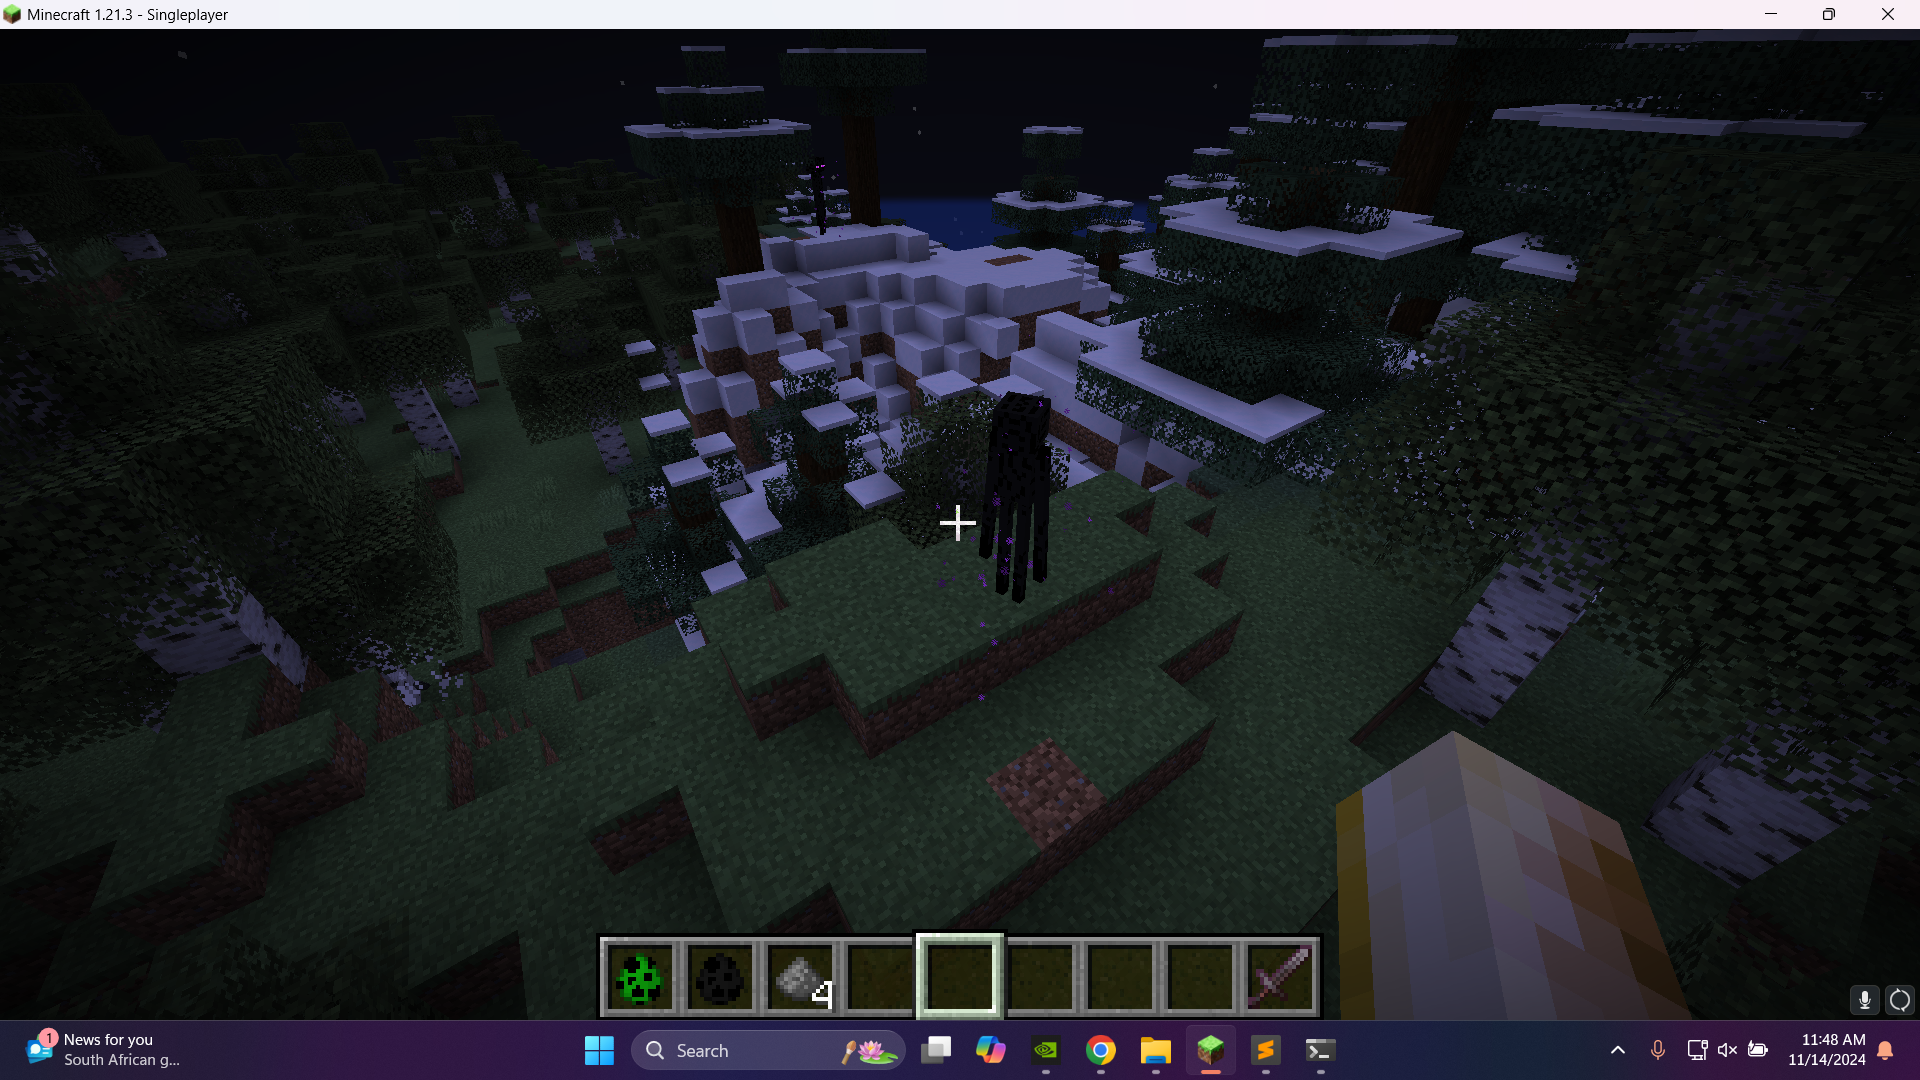 Minecraft 1.21.3 - Singleplayer
4
1
News for you
South African g...
Search
11:48 AM
11/14/2024